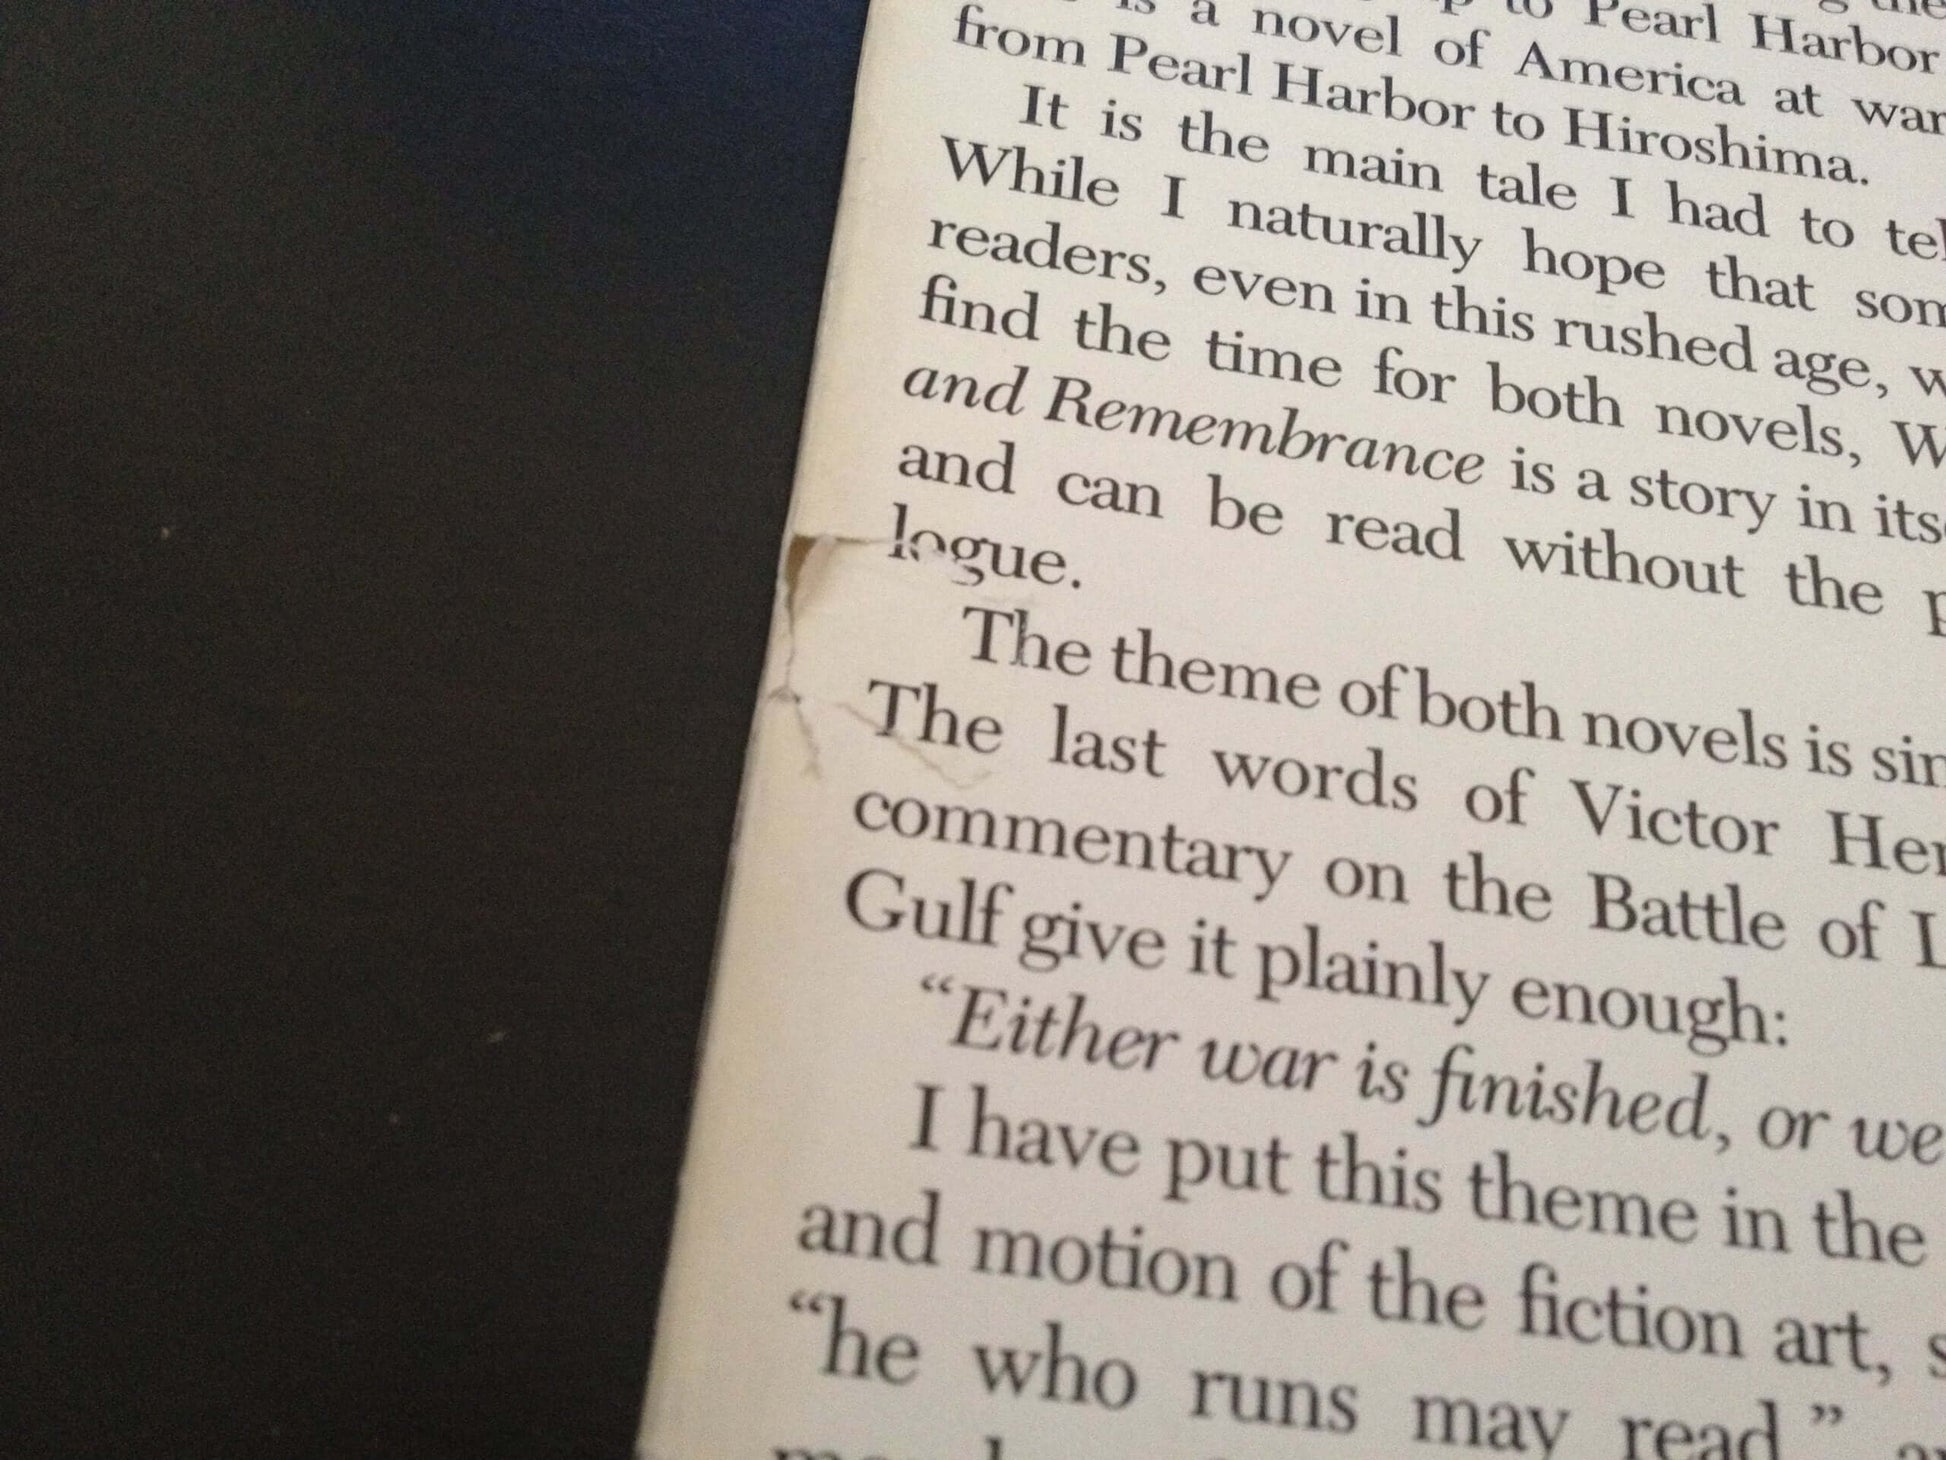 is a novel of America at war
to Pearl Harbor
from Pearl Harbor to Hiroshima.
It is the main tale I had to
While I naturally hope that
readers, even in this rushed age,
find the time for both novels,
and Remembrance is a story in
and can be read without the
logue.
The theme of both novels is
The last words of Victor
commentary on the Battle of
Gulf give it plainly enough:
“Either war is finished, or we
I have put this theme in the
and motion of the fiction art,
“he who runs may read,”